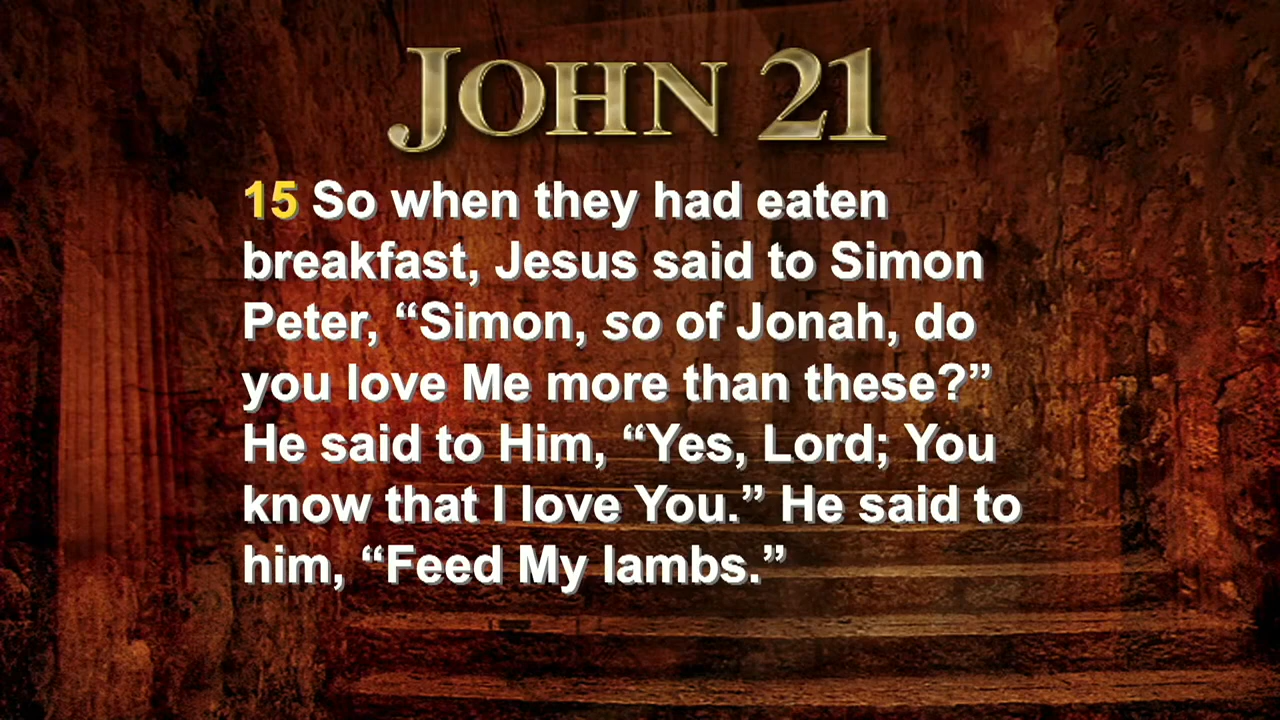 JOHN 21
15 So when they had eaten
breakfast, Jesus said to Simon
Peter, “Simon, so of Jonah, do
you love Me more than these?”
He said to Him, “Yes, Lord; You
know that I love You.” He said to
him, “Feed My lambs.”